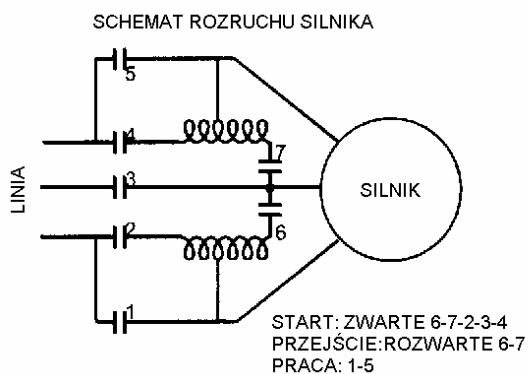 SCHEMAT ROZRUCHU SILNIKA
5
4
7
3
LINIA
SILNIK
2
6
1
START: ZWARTE 6-7-2-3-4
PRZEJŚCIE:ROZWARTE 6-7
PRACA: 1-5